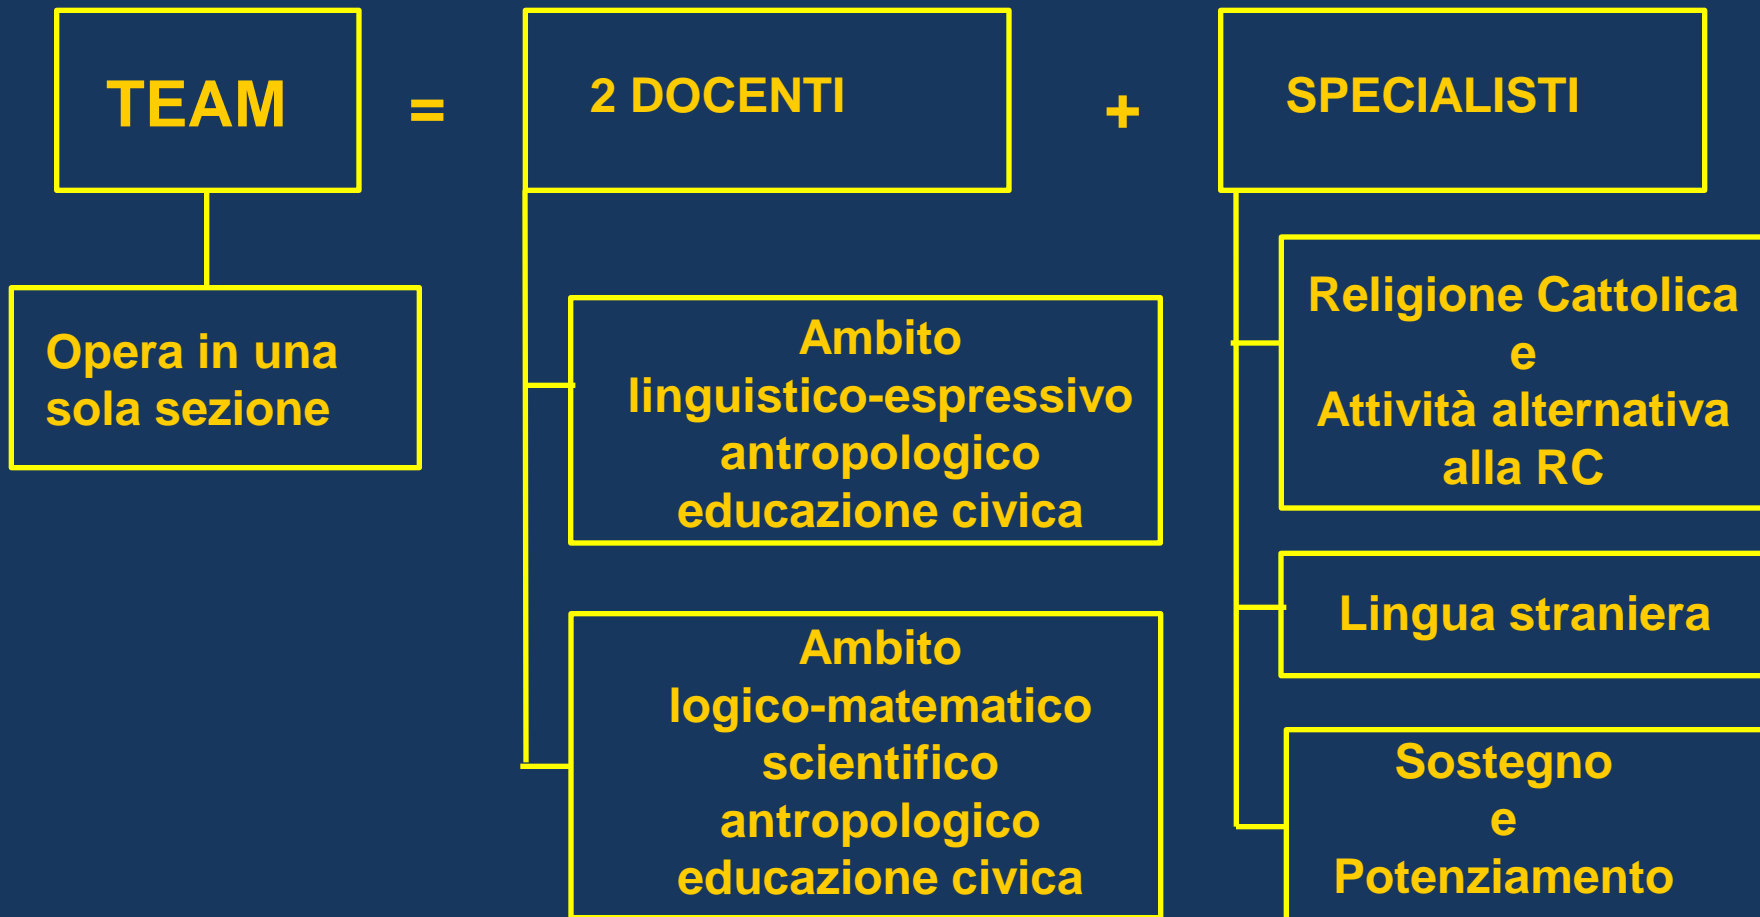 TEAM
=
2 DOCENTI
+
SPECIALISTI
Opera in una
sola sezione
Ambito
linguistico-espressivo
antropologico
educazione civica
Ambito
logico-matematico
scientifico
antropologico
educazione civica
Religione Cattolica
e
Attività alternativa
alla RC
Lingua straniera
Sostegno
e
Potenziamento